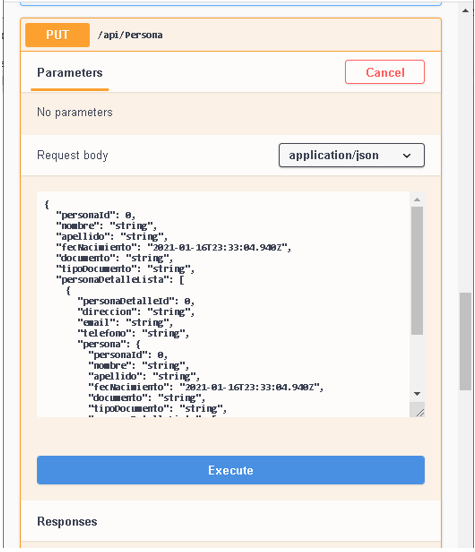 PUT /api/Persona
Parameters Cancel
No parameters
Request body application/json
{
"personaId": 0,
"nombre": "string",
"apellido": "string",
"fecNacimiento": "2021-01-16T23:33:04.940Z",
"documento": "string",
"tipoDocumento": "string",
"personaDetalleLista": [
{
"personaDetalleId": 0,
"direccion": "string",
"email": "string",
"telefono": "string",
"persona": {
"personaId": 0,
"nombre": "string",
"apellido": "string",
"fecNacimiento": "2021-01-16T23:33:04.940Z",
"documento": "string",
"tipoDocumento": "string",
Execute
Responses